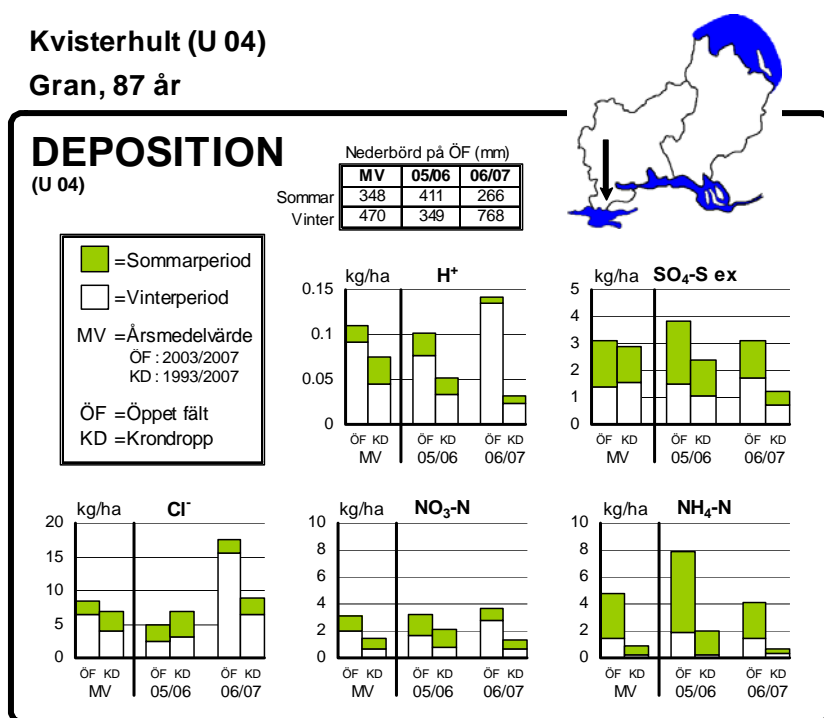 Kvisterhult (U 04)
Gran, 87 år
DEPOSITION
(U 04)
Nederbörd på ÖF (mm)
MV 05/06 06/07
Sommar 348 411 266
Vinter 470 349 768
=Sommarperiod
=Vinterperiod
MV =Årsmedelvärde
ÖF : 2003/2007
KD : 1993/2007
ÖF =Öppet fält
KD =Krondropp
kg/ha H⁺
0.15
0.1
0.05
0
ÖF KD ÖF KD ÖF KD
MV 05/06 06/07
kg/ha SO₄-S ex
5
4
3
2
1
0
ÖF KD ÖF KD ÖF KD
MV 05/06 06/07
kg/ha Cl⁻
20
15
10
5
0
ÖF KD ÖF KD ÖF KD
MV 05/06 06/07
kg/ha NO₃-N
10
8
6
4
2
0
ÖF KD ÖF KD ÖF KD
MV 05/06 06/07
kg/ha NH₄-N
10
8
6
4
2
0
ÖF KD ÖF KD ÖF KD
MV 05/06 06/07